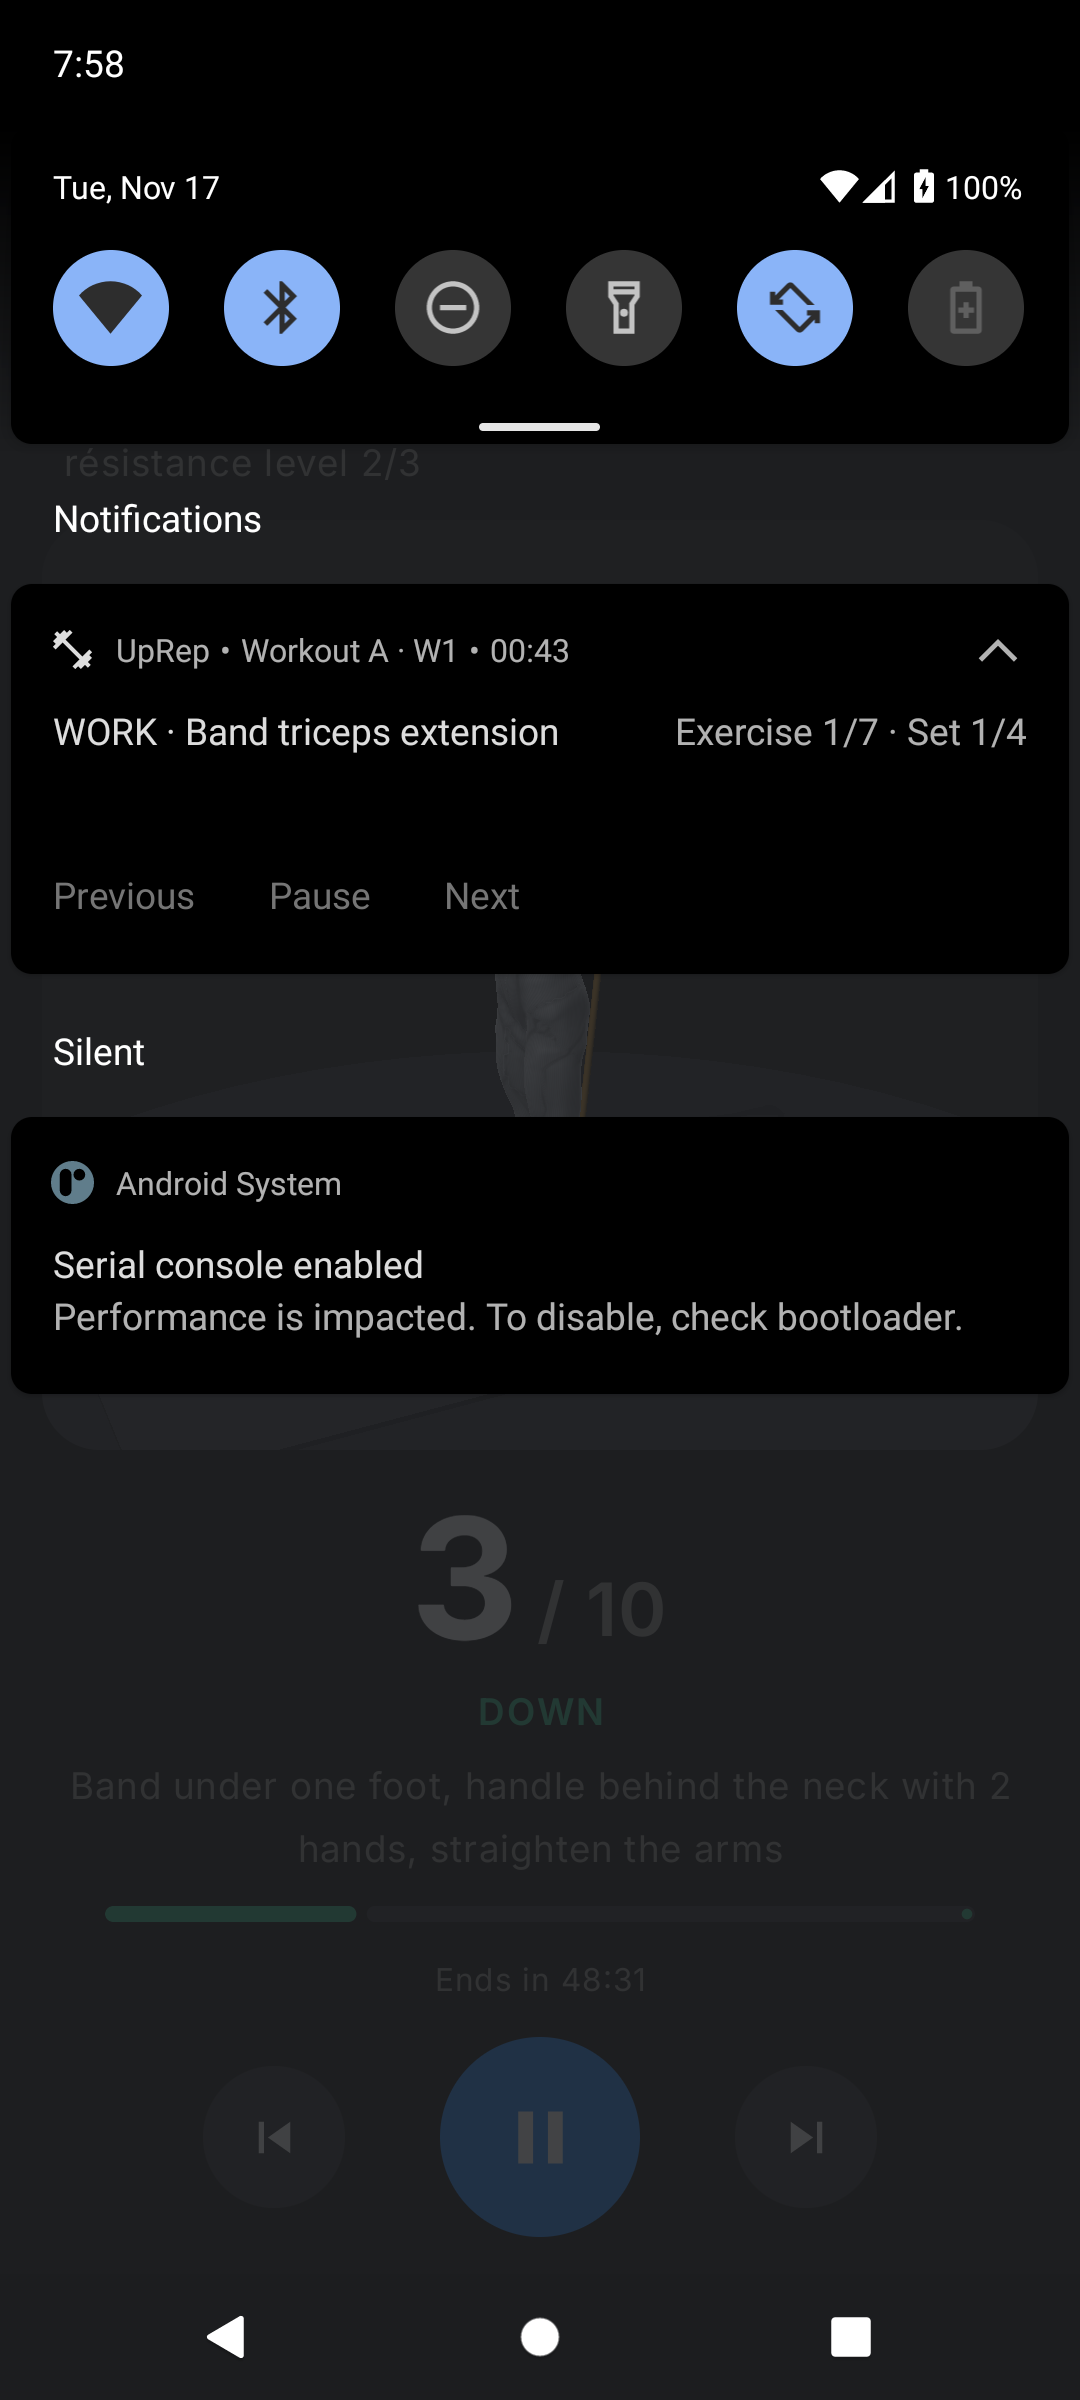 7:58
Tue, Nov 17
100%
résistance level 2/3
Notifications
UpRep • Workout A · W1 • 00:43
WORK · Band triceps extension Exercise 1/7 · Set 1/4
Previous Pause Next
Silent
Android System
Serial console enabled
Performance is impacted. To disable, check bootloader.
3 / 10
DOWN
Band under one foot, handle behind the neck with 2
hands, straighten the arms
Ends in 48:31